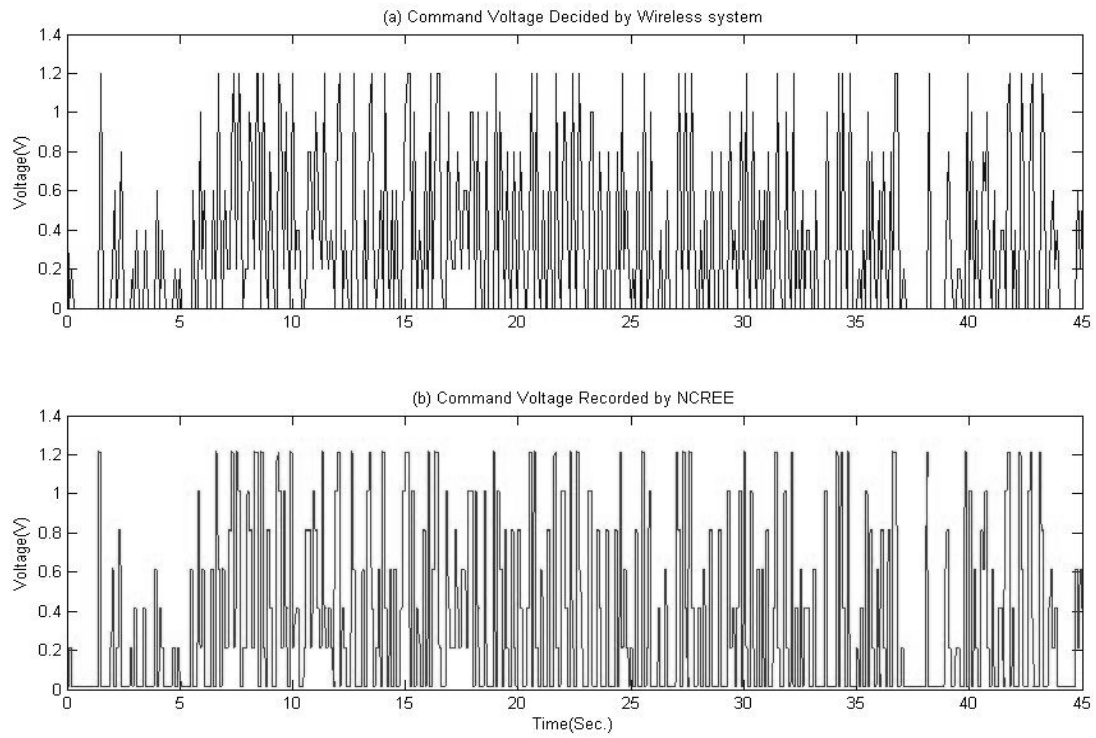 (a) Command Voltage Decided by Wireless system
1.4
1.2
1
0.8
0.6
0.4
0.2
0
Voltage(V)
0 5 10 15 20 25 30 35 40 45
(b) Command Voltage Recorded by NCREE
1.4
1.2
1
0.8
0.6
0.4
0.2
0
Voltage(V)
0 5 10 15 20 25 30 35 40 45
Time(Sec.)